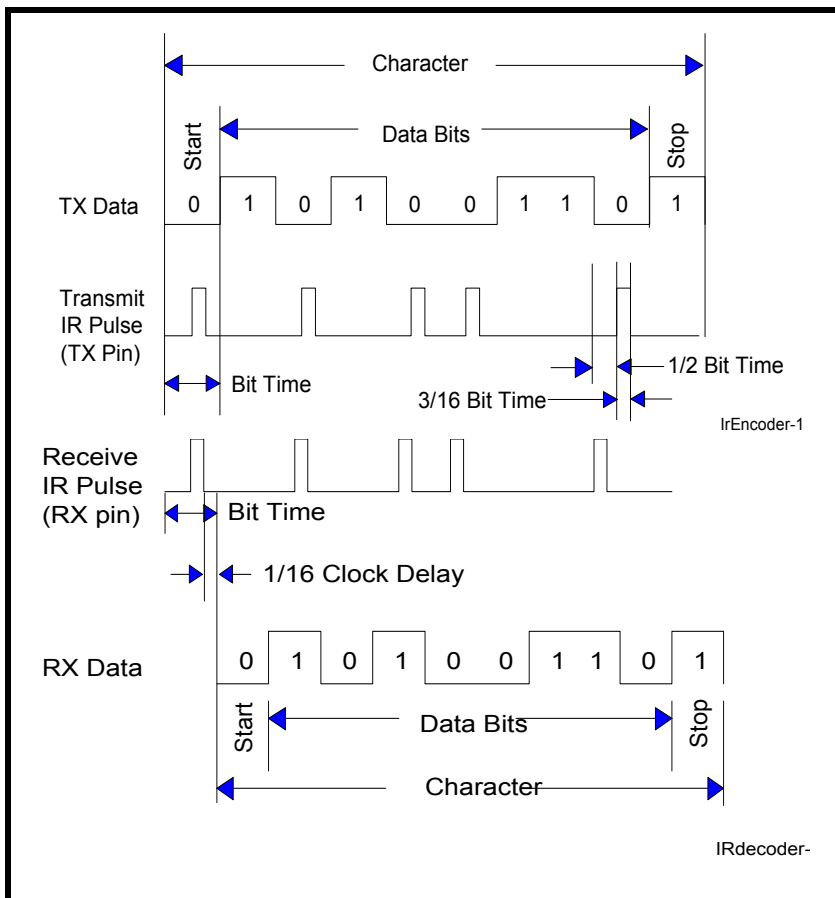 Character
Start
Data Bits
Stop
TX Data
0 1 0 1 0 0 1 1 0 1
Transmit
IR Pulse
(TX Pin)
Bit Time
1/2 Bit Time
3/16 Bit Time
IrEncoder-1
Receive
IR Pulse
(RX pin)
Bit Time
1/16 Clock Delay
RX Data
0 1 0 1 0 0 1 1 0 1
Start
Data Bits
Stop
Character
IRdecoder-